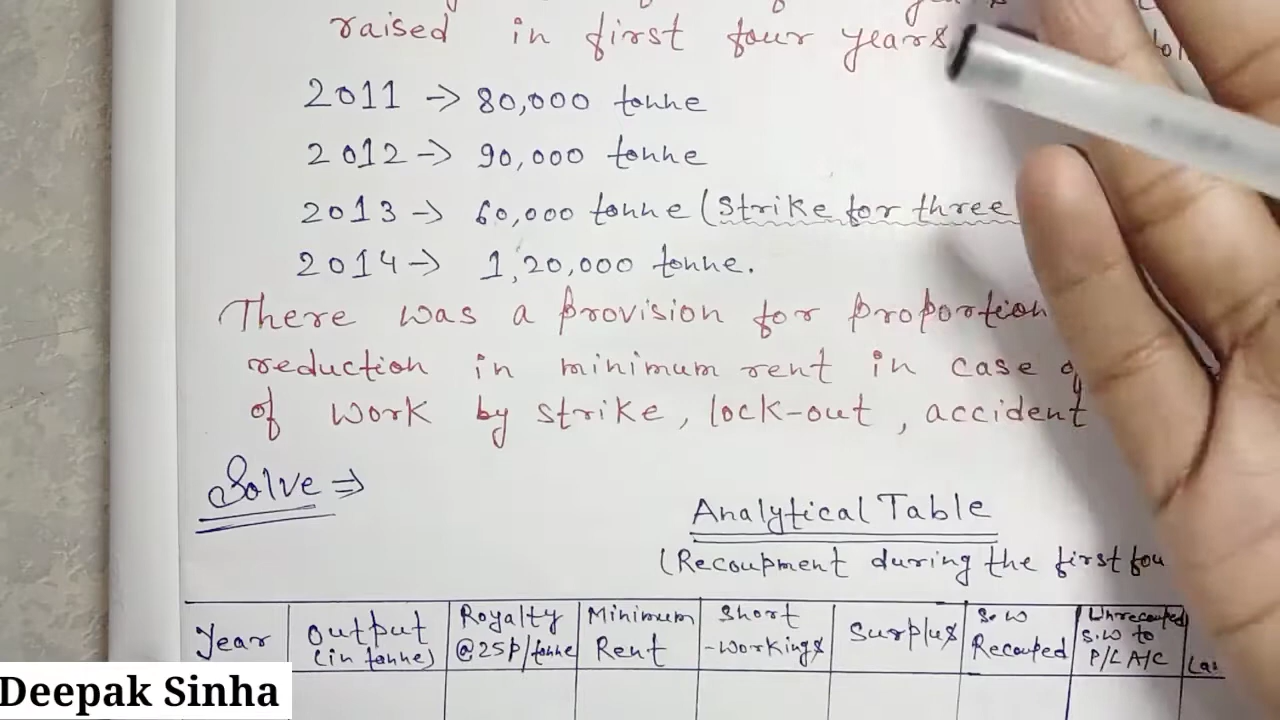 raised in first four years
2011 → 80,000 tonne
2012 → 90,000 tonne
2013 → 60,000 tonne (Strike for three
2014 → 1,20,000 tonne.
There was a provision for proportion
reduction in minimum rent in case
of work by strike, lock-out, accident
Solve ⇒
Analytical Table
(Recoupment during the first fou
Year
Output (in tonne)
Royalty @25P/tonne
Minimum Rent
Short -workings
Surplus
S.W Recouped
Unrecouped S.W to P/L A/C
Deepak Sinha